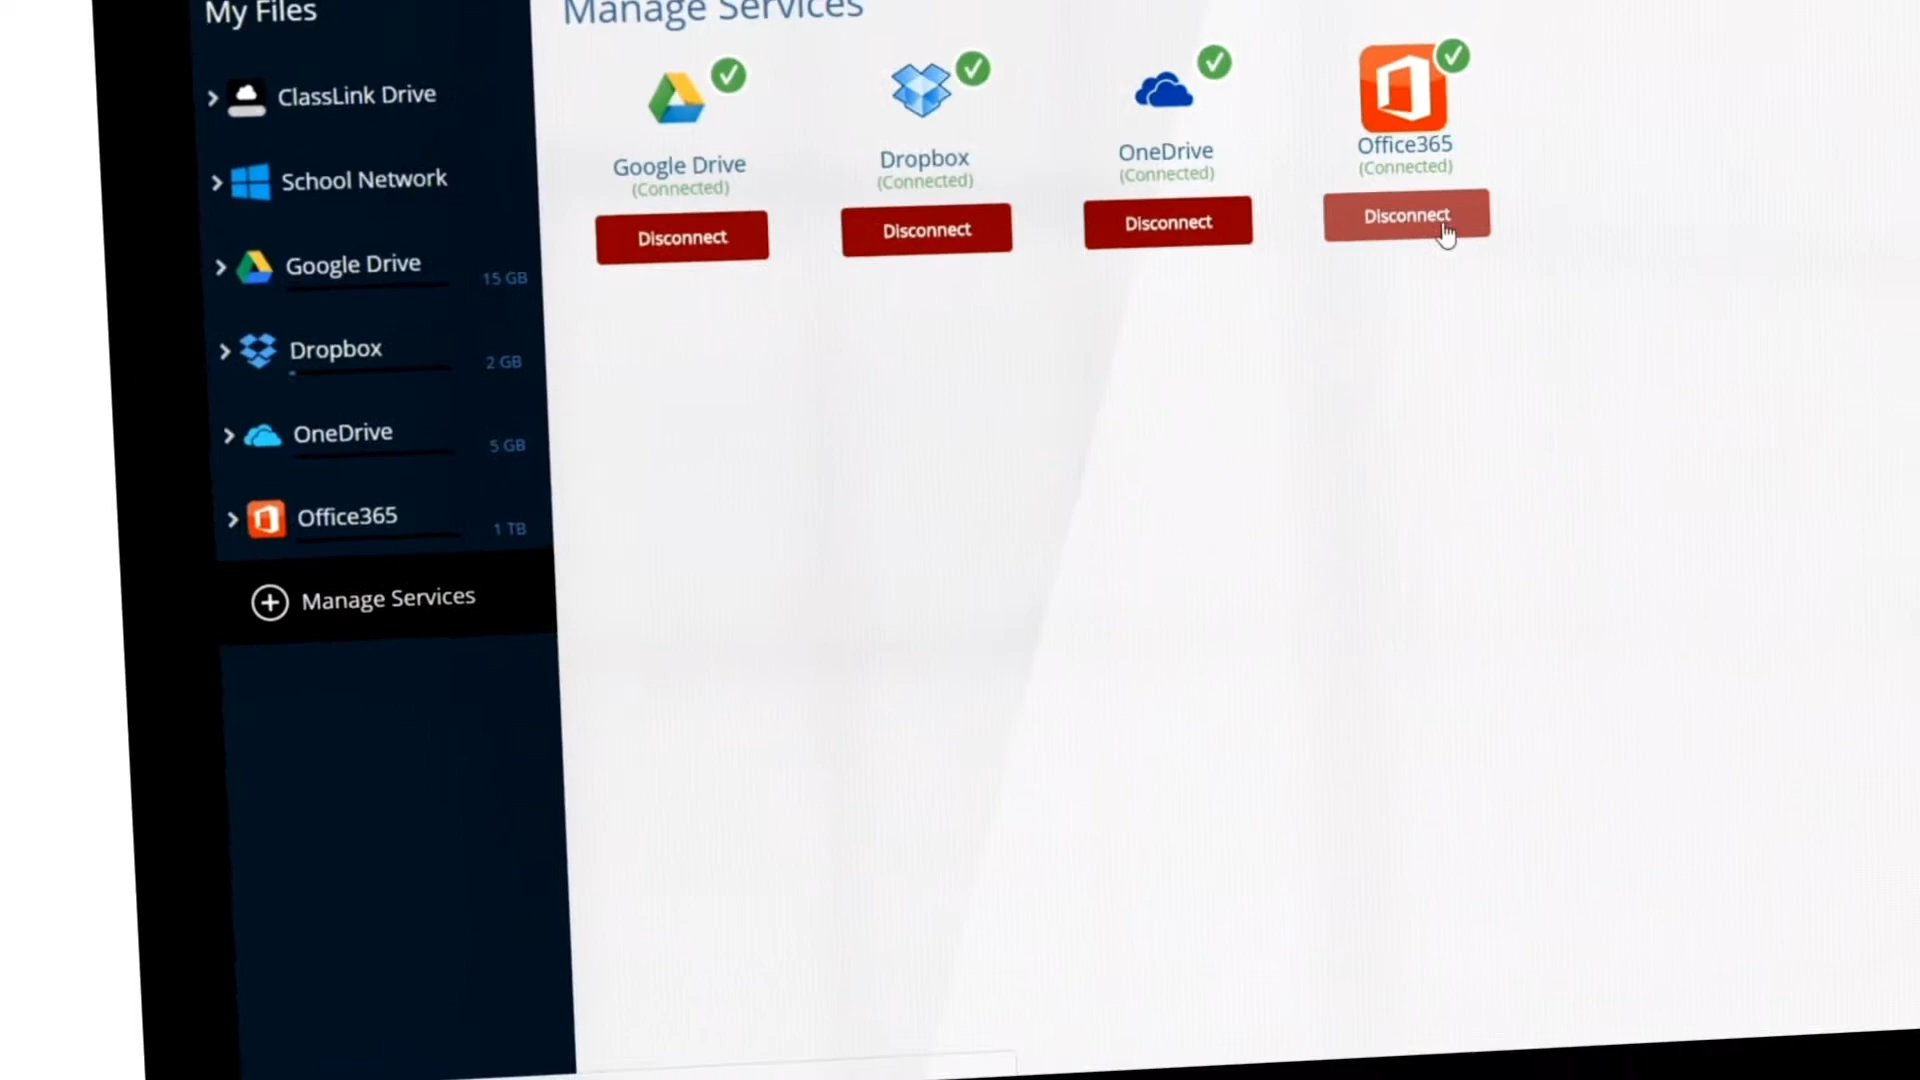 My Files
ClassLink Drive
School Network
Google Drive
15 GB
Dropbox
2 GB
OneDrive
5 GB
Office365
1 TB
Manage Services
Manage Services
Google Drive
(Connected)
Disconnect
Dropbox
(Connected)
Disconnect
OneDrive
(Connected)
Disconnect
Office365
(Connected)
Disconnect